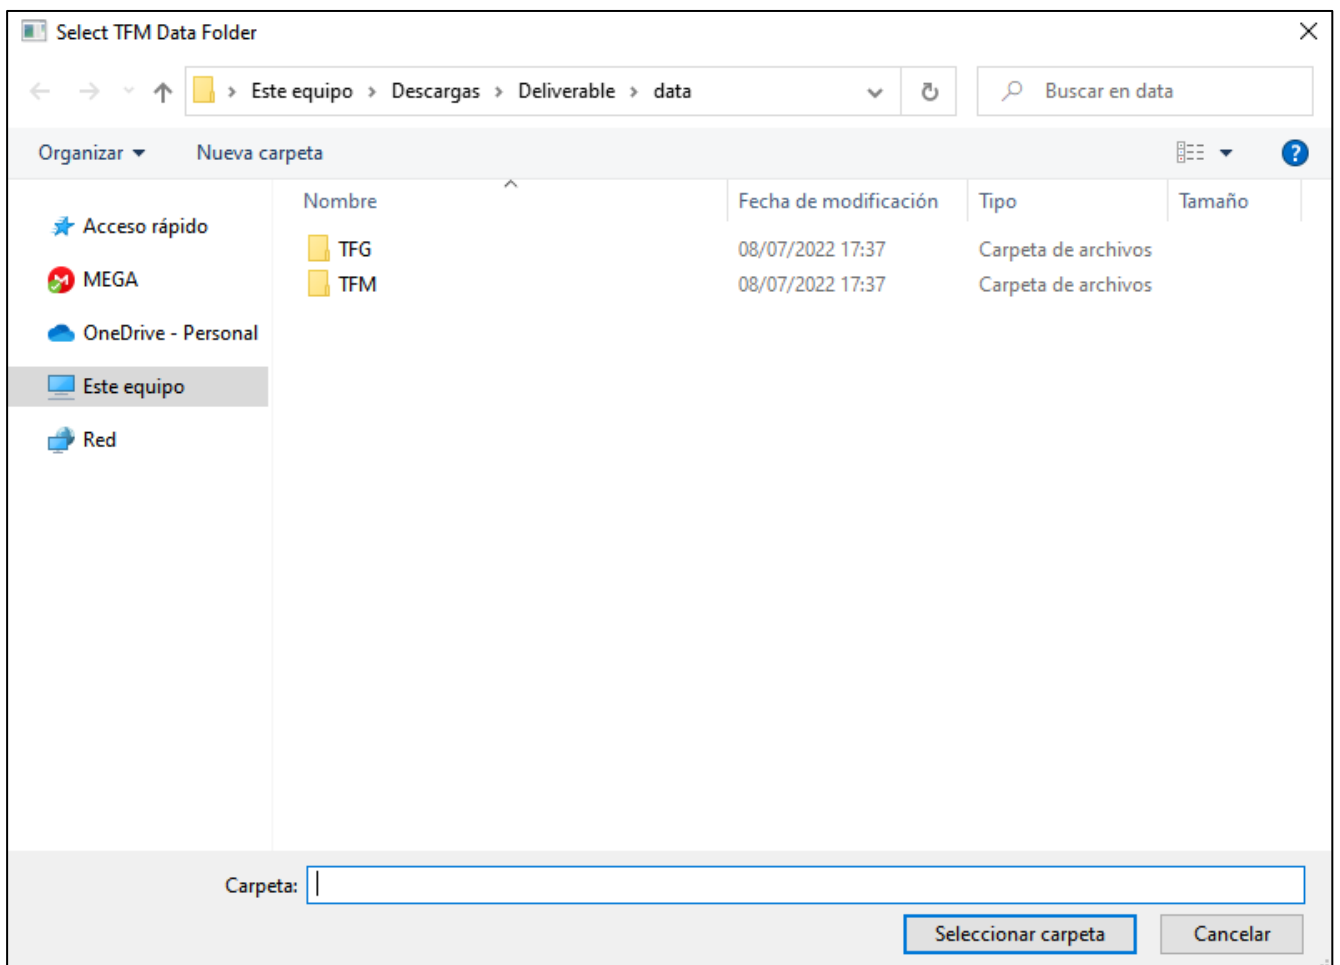 Select TFM Data Folder
Este equipo > Descargas > Deliverable > data
Buscar en data
Organizar
Nueva carpeta
Nombre Fecha de modificación Tipo Tamaño
Acceso rápido
MEGA
OneDrive - Personal
Este equipo
Red
TFG 08/07/2022 17:37 Carpeta de archivos
TFM 08/07/2022 17:37 Carpeta de archivos
Carpeta:
Seleccionar carpeta
Cancelar